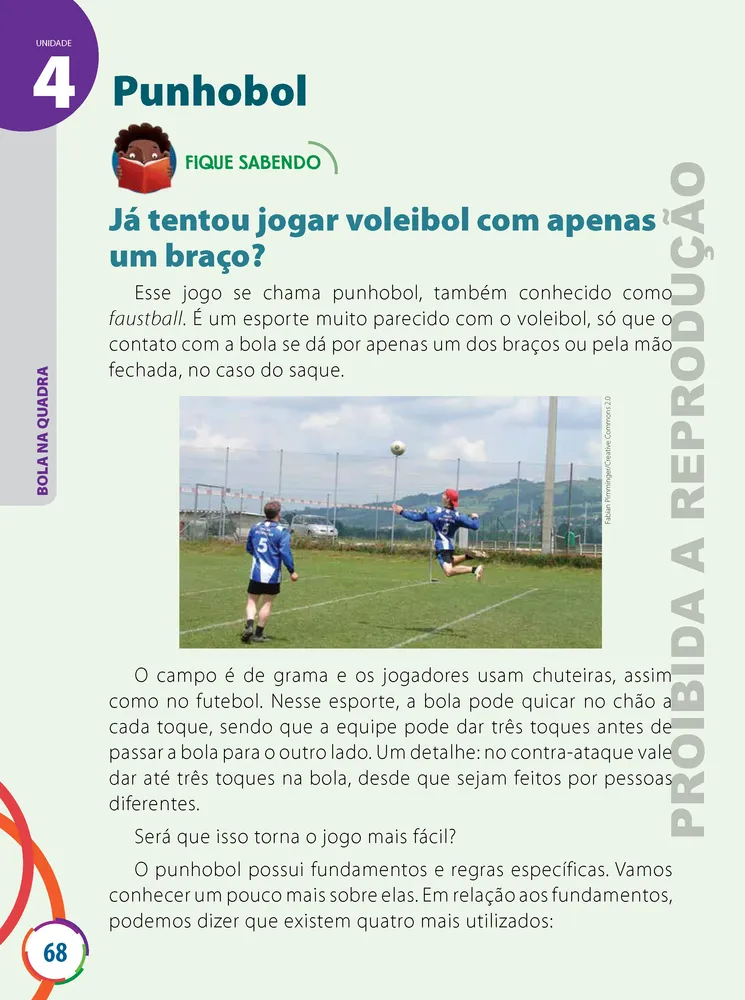 UNIDADE
4
Punhobol
FIQUE SABENDO
Já tentou jogar voleibol com apenas
um braço?
Esse jogo se chama punhobol, também conhecido como
faustball. É um esporte muito parecido com o voleibol, só que o
contato com a bola se dá por apenas um dos braços ou pela mão
fechada, no caso do saque.
BOLA NA QUADRA
5
Fabian Pimminger/Creative Commons 2.0
O campo é de grama e os jogadores usam chuteiras, assim
como no futebol. Nesse esporte, a bola pode quicar no chão a
cada toque, sendo que a equipe pode dar três toques antes de
passar a bola para o outro lado. Um detalhe: no contra-ataque vale
dar até três toques na bola, desde que sejam feitos por pessoas
diferentes.
Será que isso torna o jogo mais fácil?
O punhobol possui fundamentos e regras específicas. Vamos
conhecer um pouco mais sobre elas. Em relação aos fundamentos,
podemos dizer que existem quatro mais utilizados:
68
PROIBIDA A REPRODUÇÃO